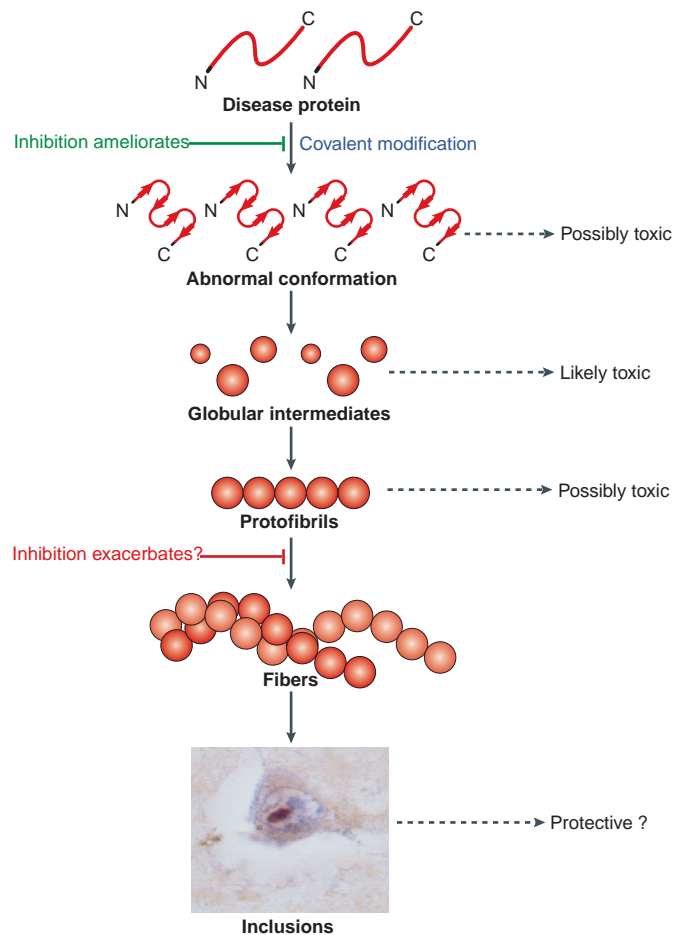 C C
N N
Disease protein
Inhibition ameliorates Covalent modification
N N N N
C C C C
Possibly toxic
Abnormal conformation
Likely toxic
Globular intermediates
Possibly toxic
Protofibrils
Inhibition exacerbates?
Fibers
Protective ?
Inclusions